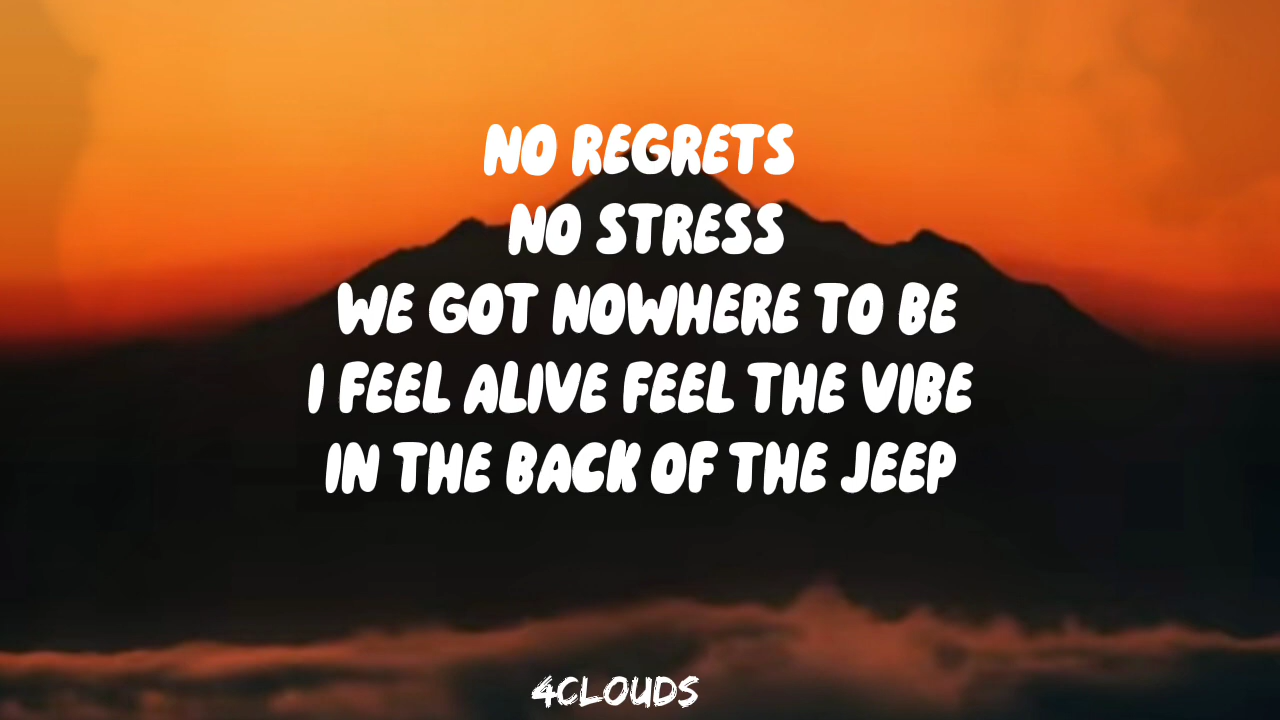 NO REGRETS
NO STRESS
WE GOT NOWHERE TO BE
I FEEL ALIVE FEEL THE VIBE
IN THE BACK OF THE JEEP
4CLOUDS